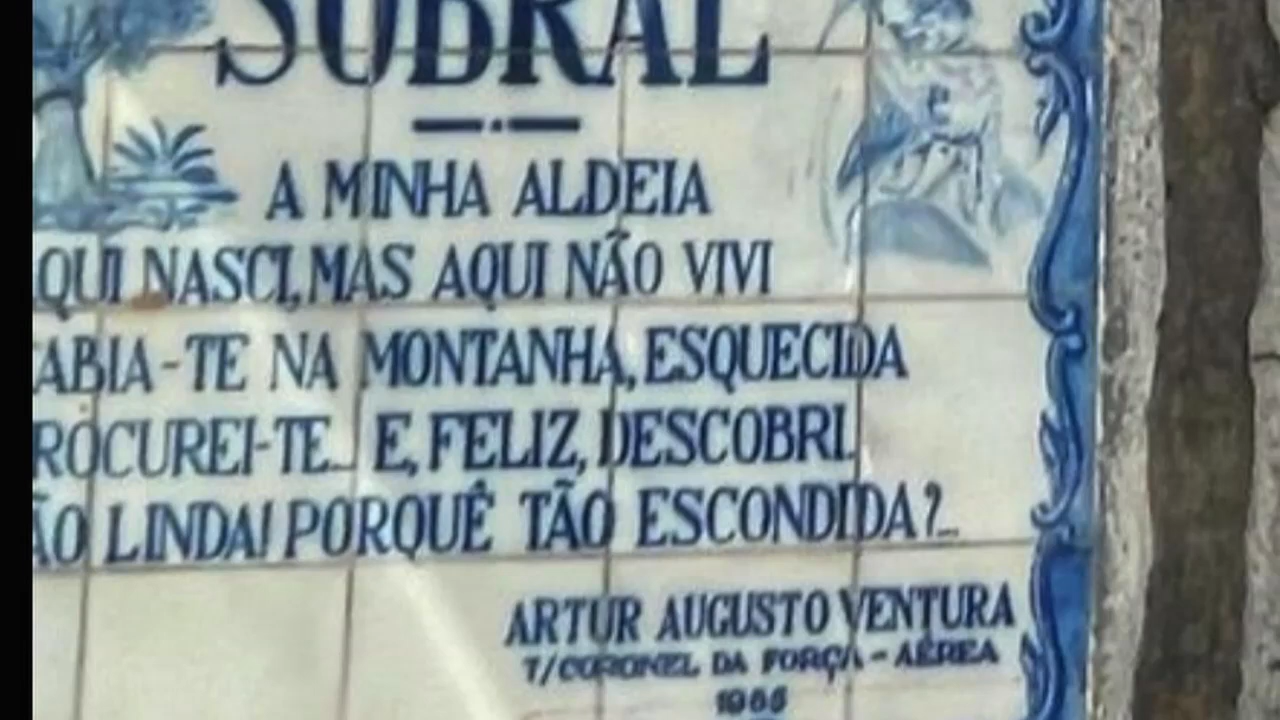 SOBRAL
A MINHA ALDEIA
QUI NASCI, MAS AQUI NÃO VIVI
ABIA-TE NA MONTANHA, ESQUECIDA
ROCUREI-TE... E, FELIZ, DESCOBRI...
ÃO LINDA! PORQUÊ TÃO ESCONDIDA?...
ARTUR AUGUSTO VENTURA
T/CORONEL DA FORÇA-AÉREA